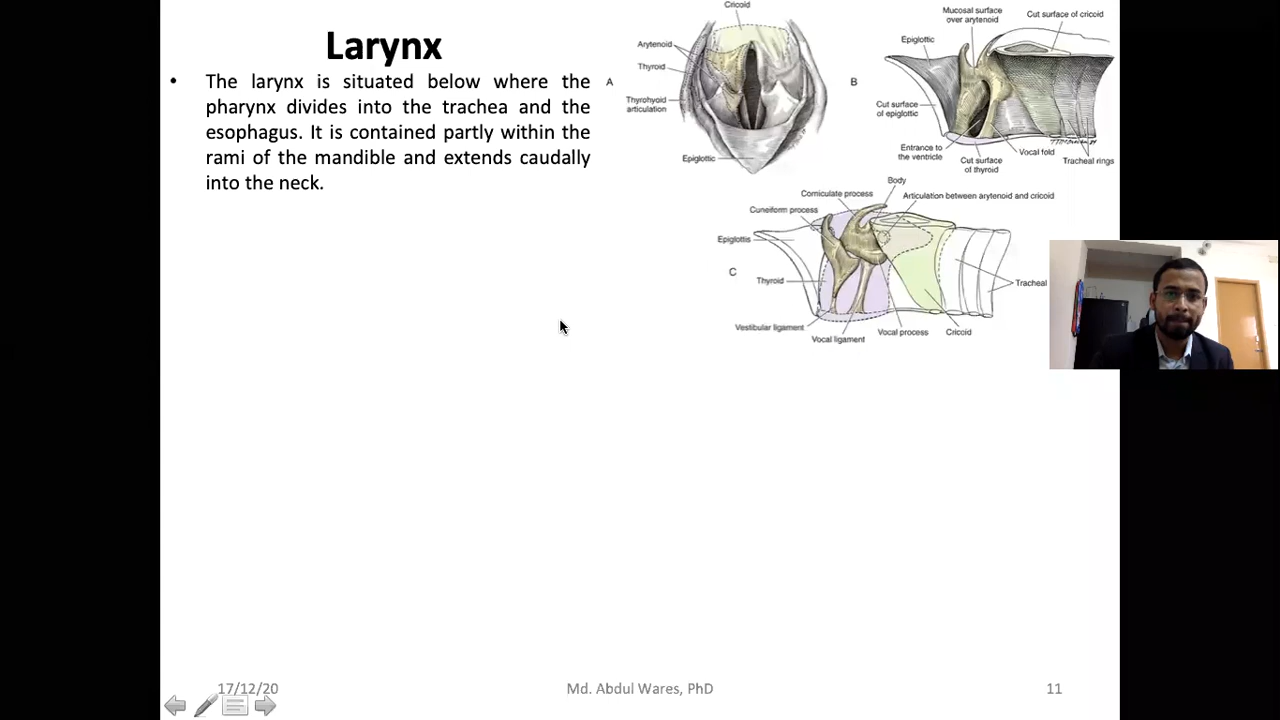 Larynx
• The larynx is situated below where the
pharynx divides into the trachea and the
esophagus. It is contained partly within the
rami of the mandible and extends caudally
into the neck.
Cricoid
Arytenoid
Thyroid
A
Thyrohyoid
articulation
Epiglottic
Mucosal surface
over arytenoid
Cut surface of cricoid
Epiglottic
B
Cut surface
of epiglottic
Entrance to
the ventricle
Cut surface
of thyroid
Vocal fold
Tracheal rings
Body
Corniculate process
Articulation between arytenoid and cricoid
Cuneiform process
Epiglottis
C
Thyroid
Tracheal
Vestibular ligament
Vocal ligament
Vocal process
Cricoid
17/12/20
Md. Abdul Wares, PhD
11